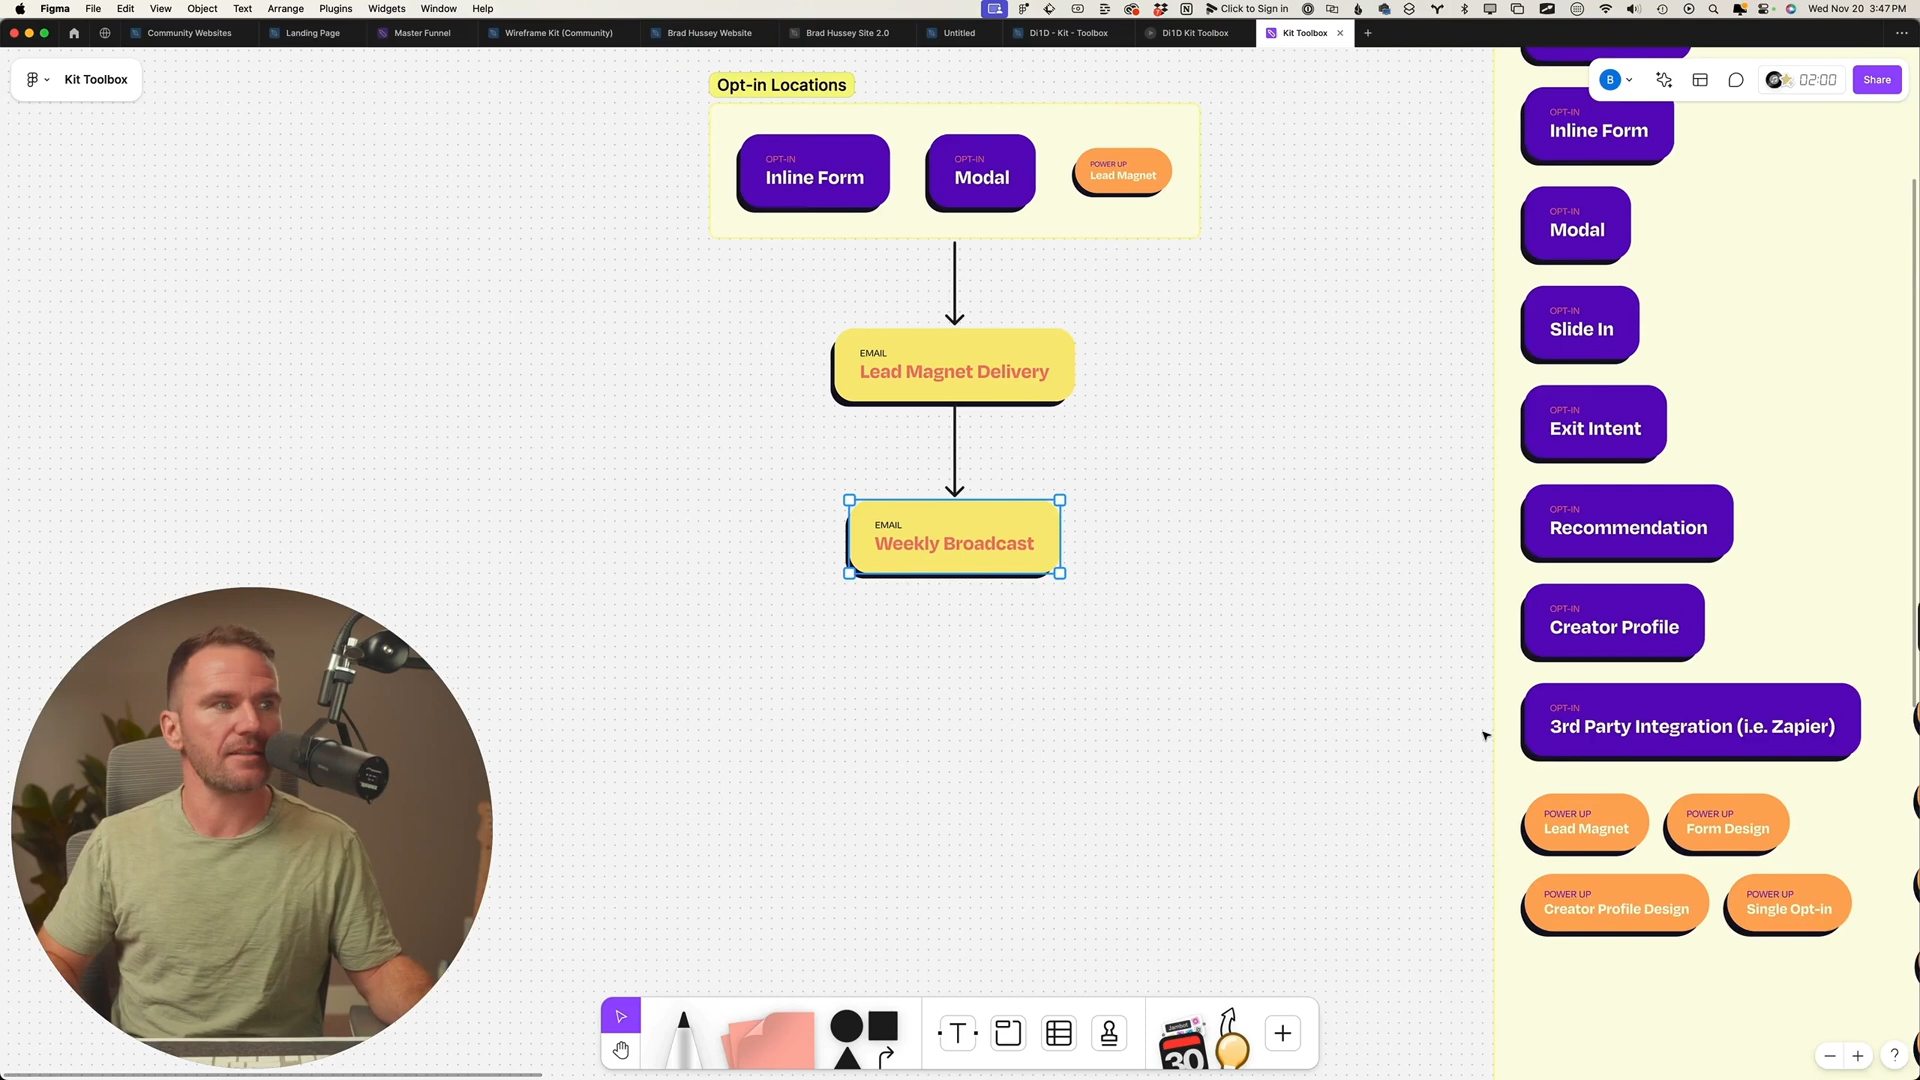 Figma File Edit View Object Text Arrange Plugins Widgets Window Help Click to Sign in Wed Nov 20 3:47 PM
Community Websites Landing Page Master Funnel Wireframe Kit (Community) Brad Hussey Website Brad Hussey Site 2.0 Untitled Di1D - Kit - Toolbox Di1D Kit Toolbox Kit Toolbox
Kit Toolbox
B 02:00 Share
Opt-in Locations
OPT-IN
Inline Form
OPT-IN
Modal
POWER UP
Lead Magnet
EMAIL
Lead Magnet Delivery
EMAIL
Weekly Broadcast
OPT-IN
Inline Form
OPT-IN
Modal
OPT-IN
Slide In
OPT-IN
Exit Intent
OPT-IN
Recommendation
OPT-IN
Creator Profile
OPT-IN
3rd Party Integration (i.e. Zapier)
POWER UP
Lead Magnet
POWER UP
Form Design
POWER UP
Creator Profile Design
POWER UP
Single Opt-in
T
Jambot
30
?